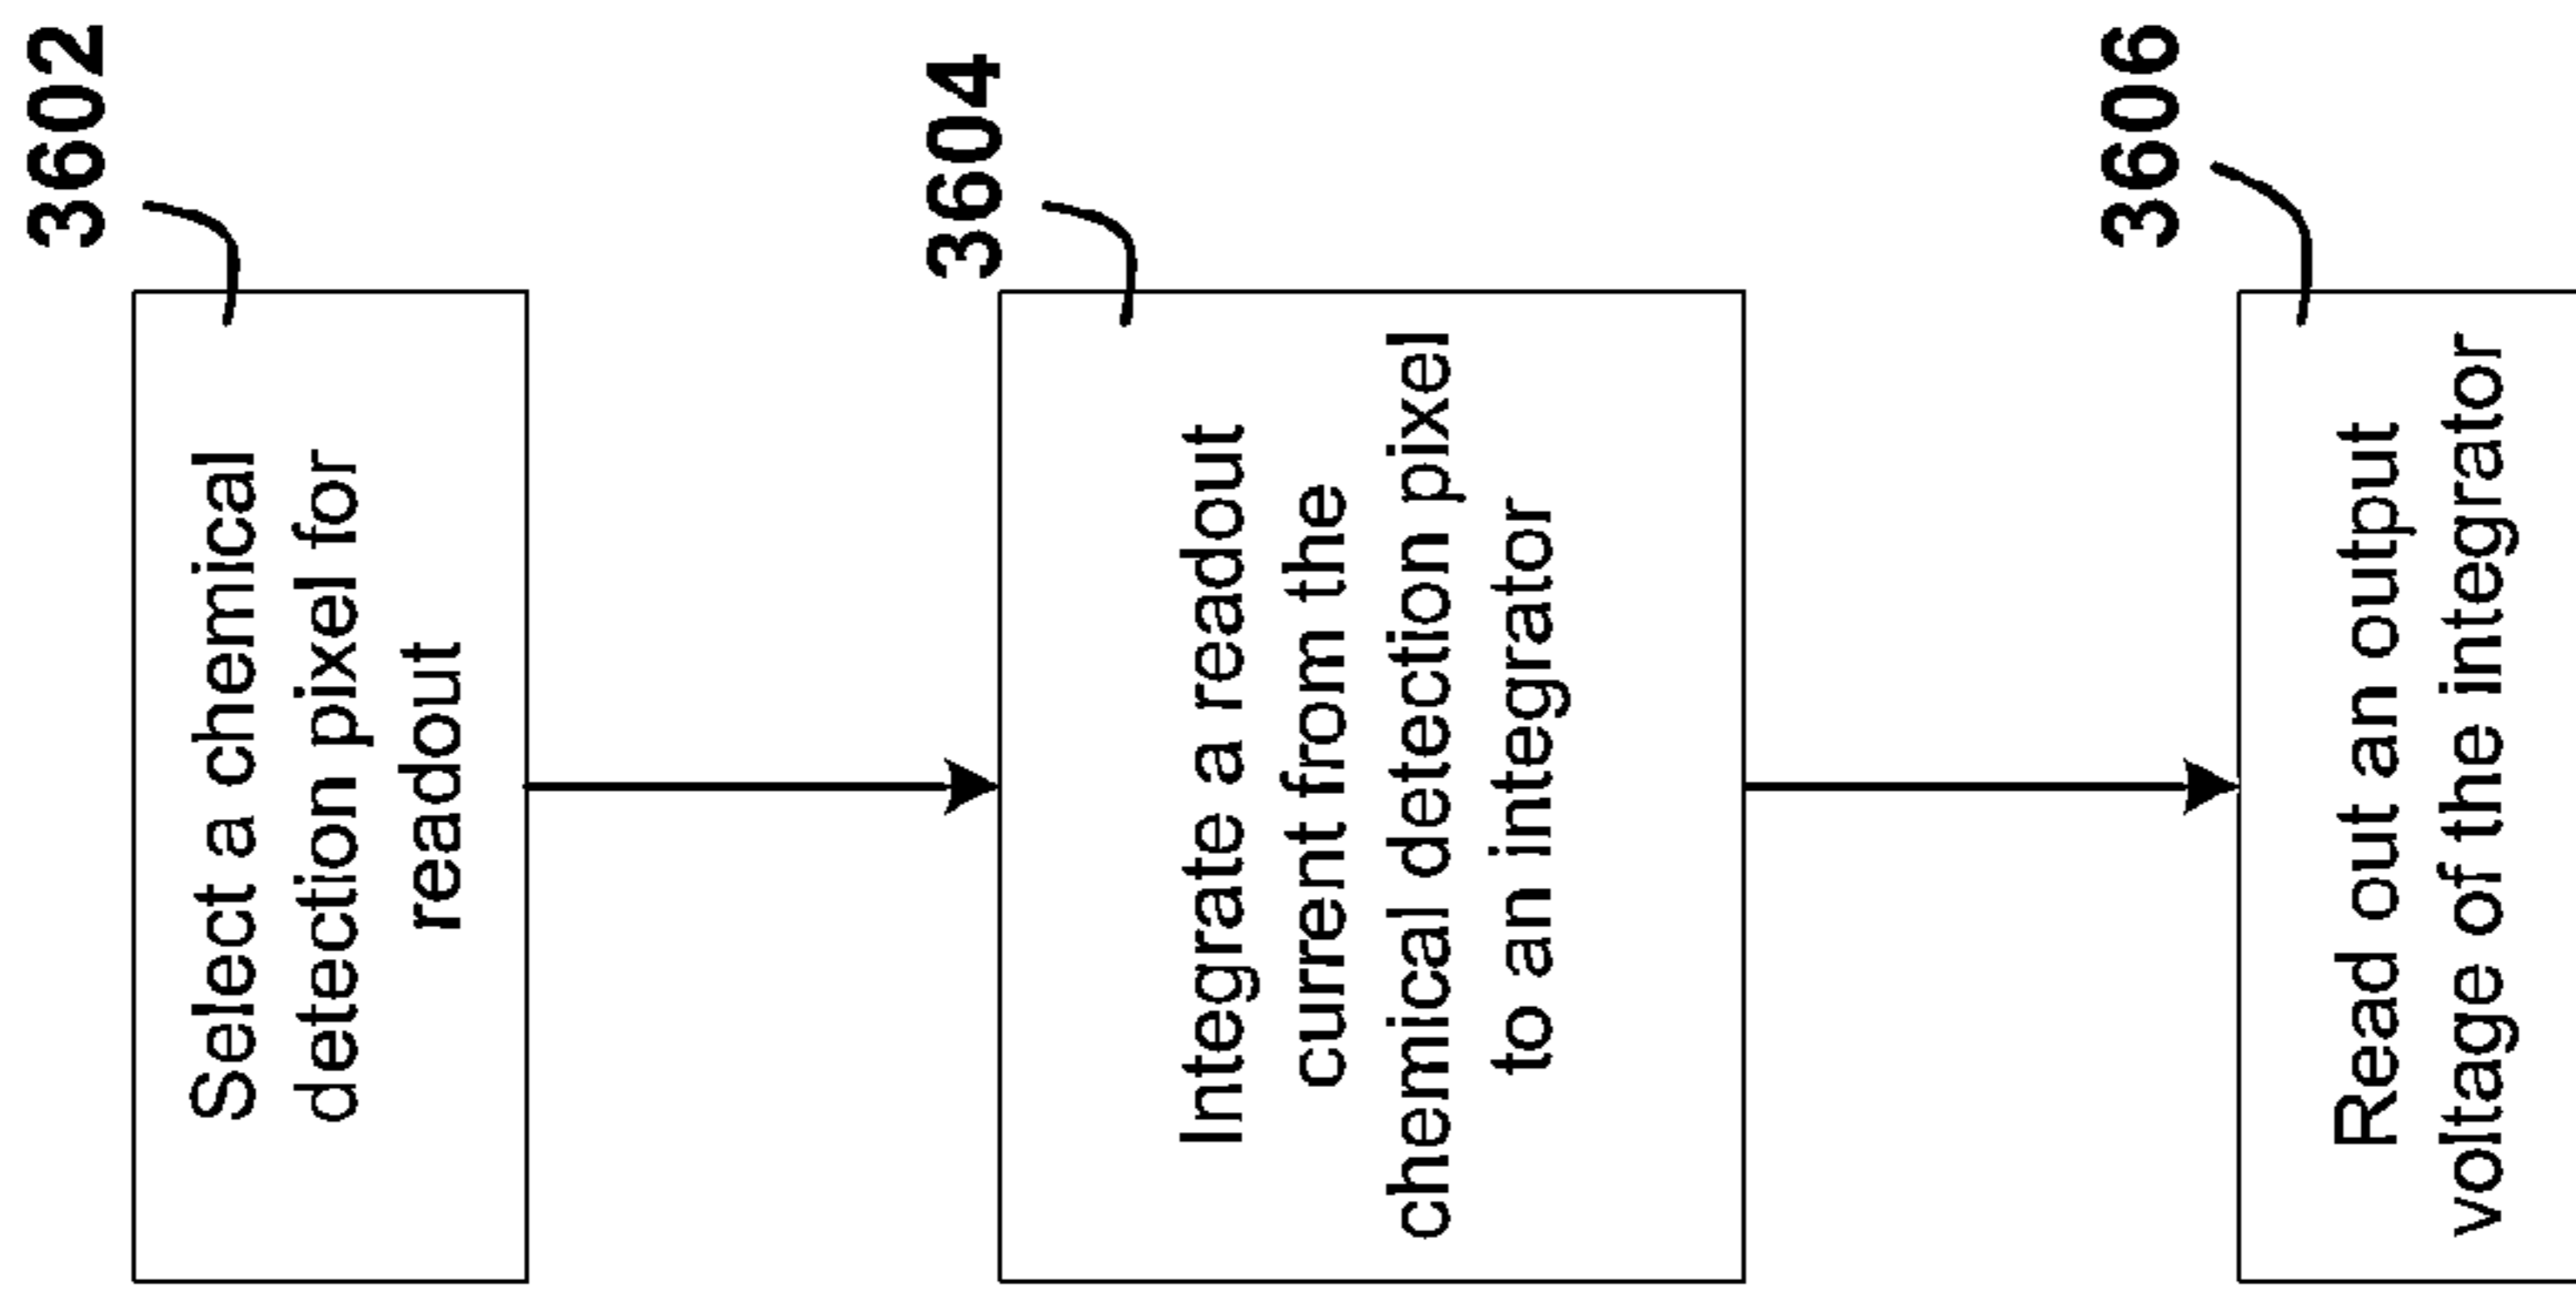 3602
Select a chemical
detection pixel for
readout
3604
Integrate a readout
current from the
chemical detection pixel
to an integrator
3606
Read out an output
voltage of the integrator